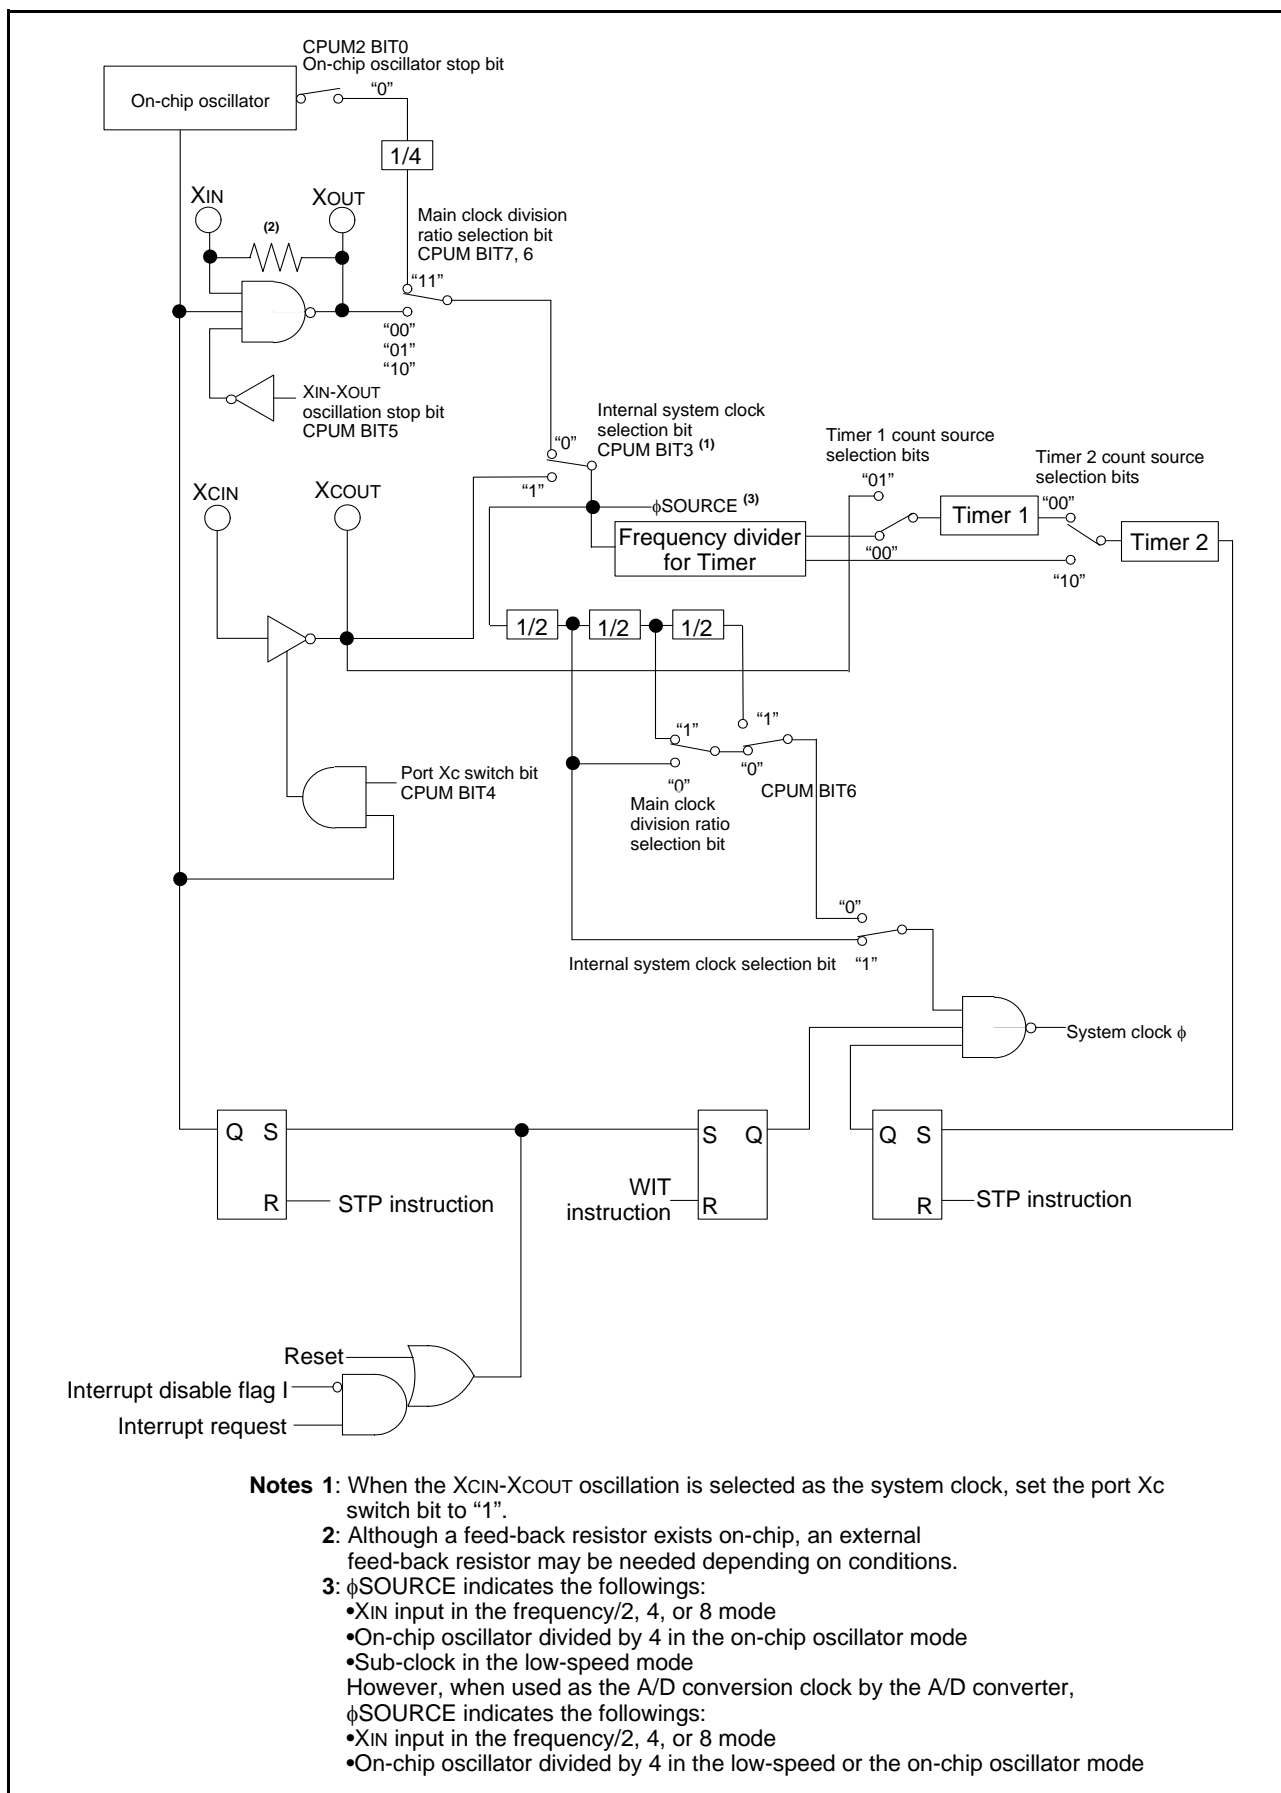 CPUM2 BIT0
On-chip oscillator stop bit
“0”
On-chip oscillator
1/4
XIN
XOUT
(2)
Main clock division
ratio selection bit
CPUM BIT7, 6
“11”
“00”
“01”
“10”
XIN-XOUT
oscillation stop bit
CPUM BIT5
Internal system clock
selection bit
CPUM BIT3 (1)
“0”
“1”
Timer 1 count source
selection bits
“01”
Timer 2 count source
selection bits
“00”
XCIN
XCOUT
ϕSOURCE (3)
Frequency divider
for Timer
“00”
Timer 1
Timer 2
“10”
1/2
1/2
1/2
“1”
“1”
“0”
“0”
CPUM BIT6
Main clock
division ratio
selection bit
Port Xc switch bit
CPUM BIT4
“0”
Internal system clock selection bit
“1”
System clock ϕ
Q S
R
STP instruction
S Q
R
WIT
instruction
Q S
R
STP instruction
Reset
Interrupt disable flag I
Interrupt request
Notes 1: When the XCIN-XCOUT oscillation is selected as the system clock, set the port Xc
switch bit to “1”.
2: Although a feed-back resistor exists on-chip, an external
feed-back resistor may be needed depending on conditions.
3: ϕSOURCE indicates the followings:
•XIN input in the frequency/2, 4, or 8 mode
•On-chip oscillator divided by 4 in the on-chip oscillator mode
•Sub-clock in the low-speed mode
However, when used as the A/D conversion clock by the A/D converter,
ϕSOURCE indicates the followings:
•XIN input in the frequency/2, 4, or 8 mode
•On-chip oscillator divided by 4 in the low-speed or the on-chip oscillator mode